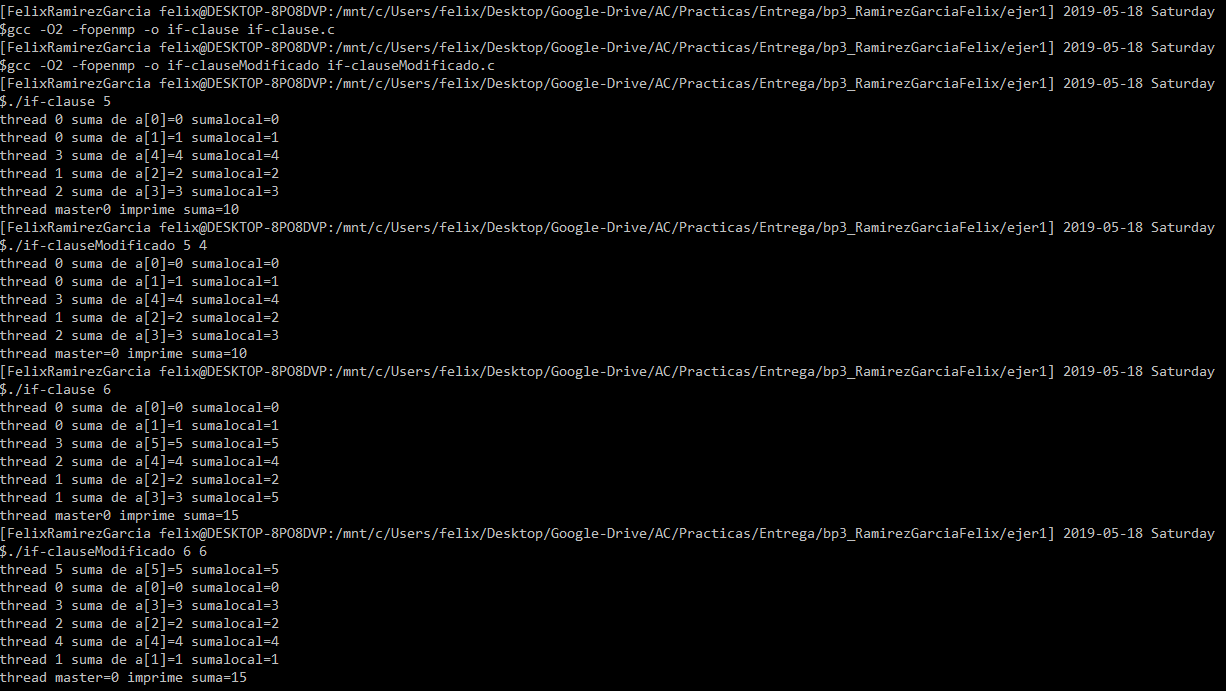 [FelixRamirezGarcia felix@DESKTOP-8PO8DVP:/mnt/c/Users/felix/Desktop/Google-Drive/AC/Practicas/Entrega/bp3_RamirezGarciaFelix/ejer1] 2019-05-18 Saturday
$gcc -O2 -fopenmp -o if-clause if-clause.c
[FelixRamirezGarcia felix@DESKTOP-8PO8DVP:/mnt/c/Users/felix/Desktop/Google-Drive/AC/Practicas/Entrega/bp3_RamirezGarciaFelix/ejer1] 2019-05-18 Saturday
$gcc -O2 -fopenmp -o if-clauseModificado if-clauseModificado.c
[FelixRamirezGarcia felix@DESKTOP-8PO8DVP:/mnt/c/Users/felix/Desktop/Google-Drive/AC/Practicas/Entrega/bp3_RamirezGarciaFelix/ejer1] 2019-05-18 Saturday
$./if-clause 5
thread 0 suma de a[0]=0 sumalocal=0
thread 0 suma de a[1]=1 sumalocal=1
thread 3 suma de a[4]=4 sumalocal=4
thread 1 suma de a[2]=2 sumalocal=2
thread 2 suma de a[3]=3 sumalocal=3
thread master0 imprime suma=10
[FelixRamirezGarcia felix@DESKTOP-8PO8DVP:/mnt/c/Users/felix/Desktop/Google-Drive/AC/Practicas/Entrega/bp3_RamirezGarciaFelix/ejer1] 2019-05-18 Saturday
$./if-clauseModificado 5 4
thread 0 suma de a[0]=0 sumalocal=0
thread 0 suma de a[1]=1 sumalocal=1
thread 3 suma de a[4]=4 sumalocal=4
thread 1 suma de a[2]=2 sumalocal=2
thread 2 suma de a[3]=3 sumalocal=3
thread master=0 imprime suma=10
[FelixRamirezGarcia felix@DESKTOP-8PO8DVP:/mnt/c/Users/felix/Desktop/Google-Drive/AC/Practicas/Entrega/bp3_RamirezGarciaFelix/ejer1] 2019-05-18 Saturday
$./if-clause 6
thread 0 suma de a[0]=0 sumalocal=0
thread 0 suma de a[1]=1 sumalocal=1
thread 3 suma de a[5]=5 sumalocal=5
thread 2 suma de a[4]=4 sumalocal=4
thread 1 suma de a[2]=2 sumalocal=2
thread 1 suma de a[3]=3 sumalocal=5
thread master0 imprime suma=15
[FelixRamirezGarcia felix@DESKTOP-8PO8DVP:/mnt/c/Users/felix/Desktop/Google-Drive/AC/Practicas/Entrega/bp3_RamirezGarciaFelix/ejer1] 2019-05-18 Saturday
$./if-clauseModificado 6 6
thread 5 suma de a[5]=5 sumalocal=5
thread 0 suma de a[0]=0 sumalocal=0
thread 3 suma de a[3]=3 sumalocal=3
thread 2 suma de a[2]=2 sumalocal=2
thread 4 suma de a[4]=4 sumalocal=4
thread 1 suma de a[1]=1 sumalocal=1
thread master=0 imprime suma=15